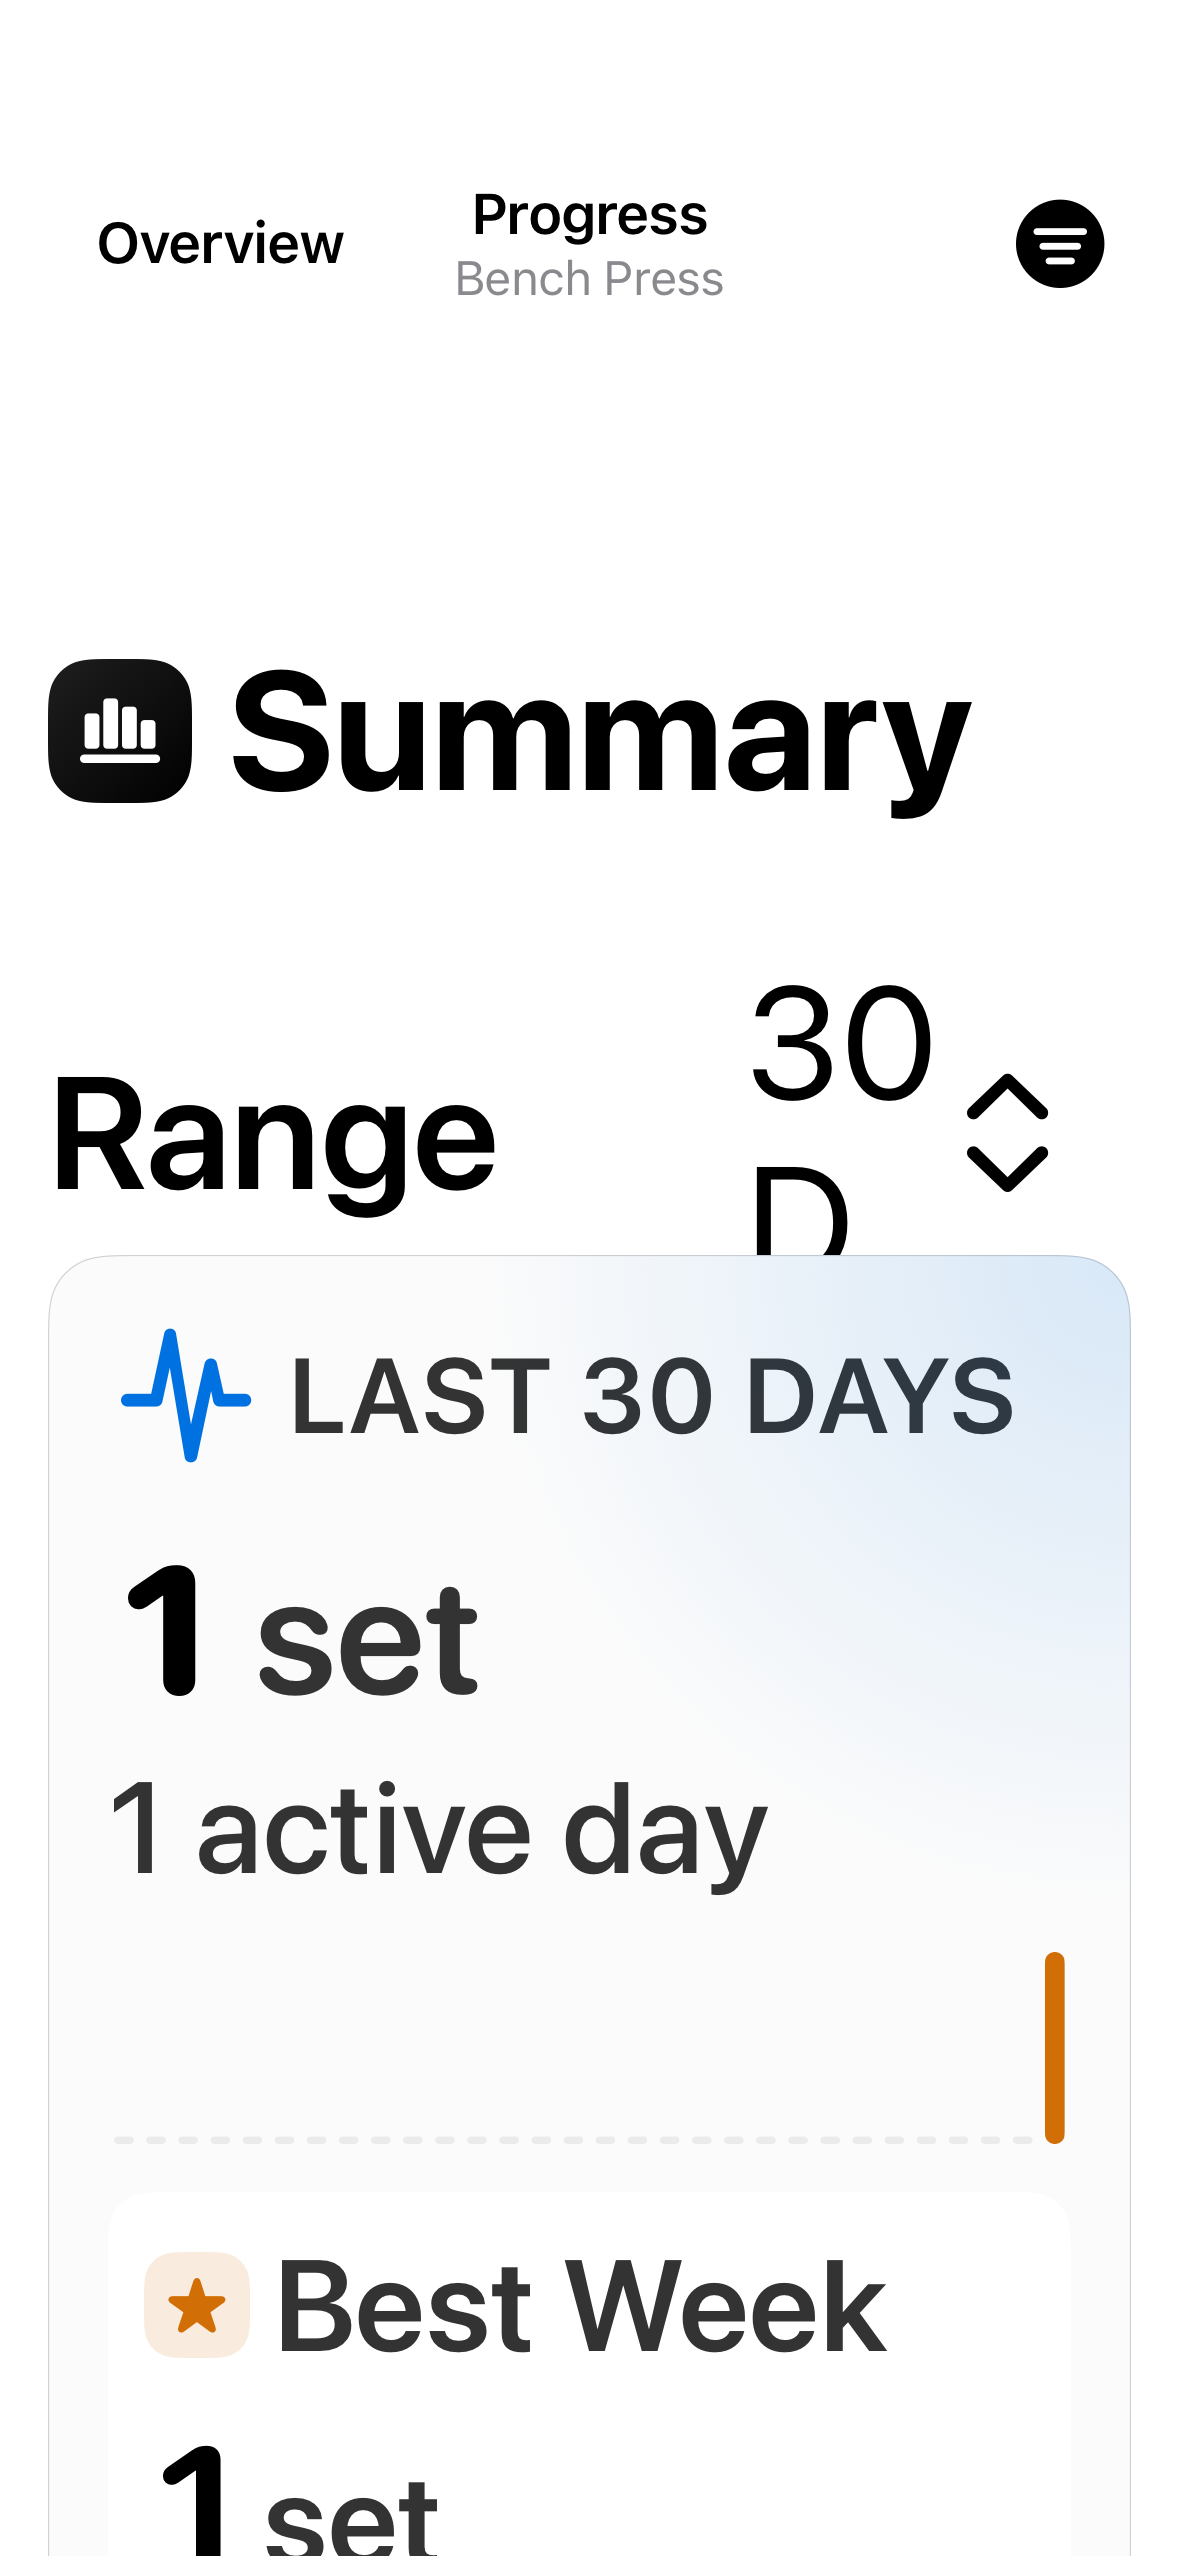 Overview
Progress
Bench Press
Summary
Range
30
D
LAST 30 DAYS
1 set
1 active day
Best Week
1 set